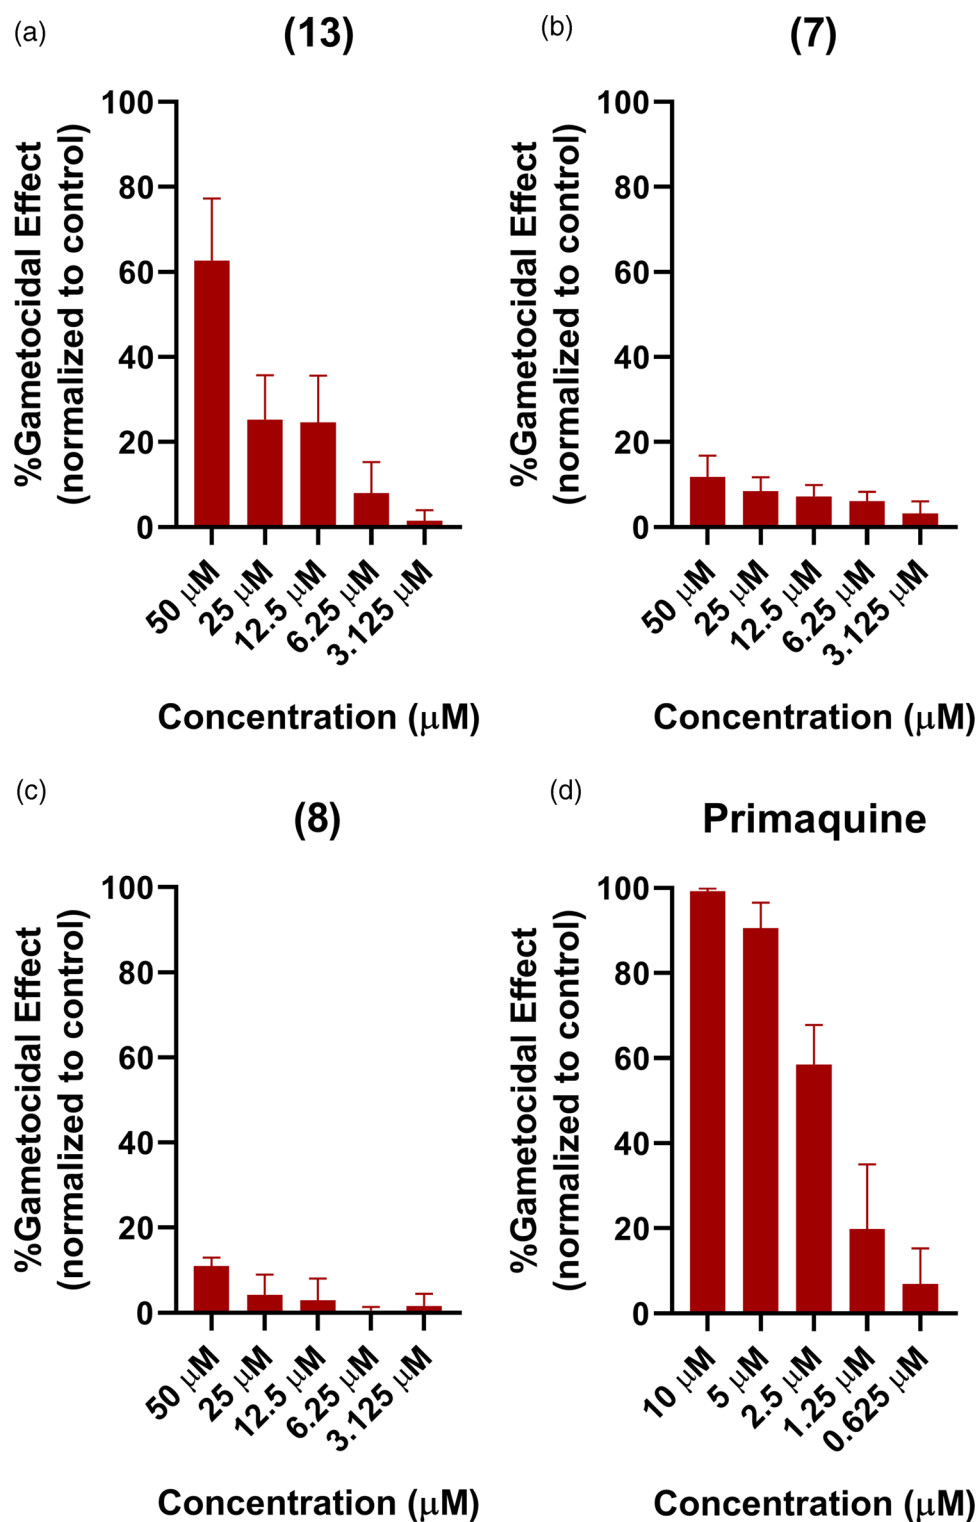 (a)
(13)
%Gametocidal Effect
(normalized to control)
100
80
60
40
20
0
50 μM
25 μM
12.5 μM
6.25 μM
3.125 μM
Concentration (μM)
(b)
(7)
%Gametocidal Effect
(normalized to control)
100
80
60
40
20
0
50 μM
25 μM
12.5 μM
6.25 μM
3.125 μM
Concentration (μM)
(c)
(8)
%Gametocidal Effect
(normalized to control)
100
80
60
40
20
0
50 μM
25 μM
12.5 μM
6.25 μM
3.125 μM
Concentration (μM)
(d)
Primaquine
%Gametocidal Effect
(normalized to control)
100
80
60
40
20
0
10 μM
5 μM
2.5 μM
1.25 μM
0.625 μM
Concentration (μM)